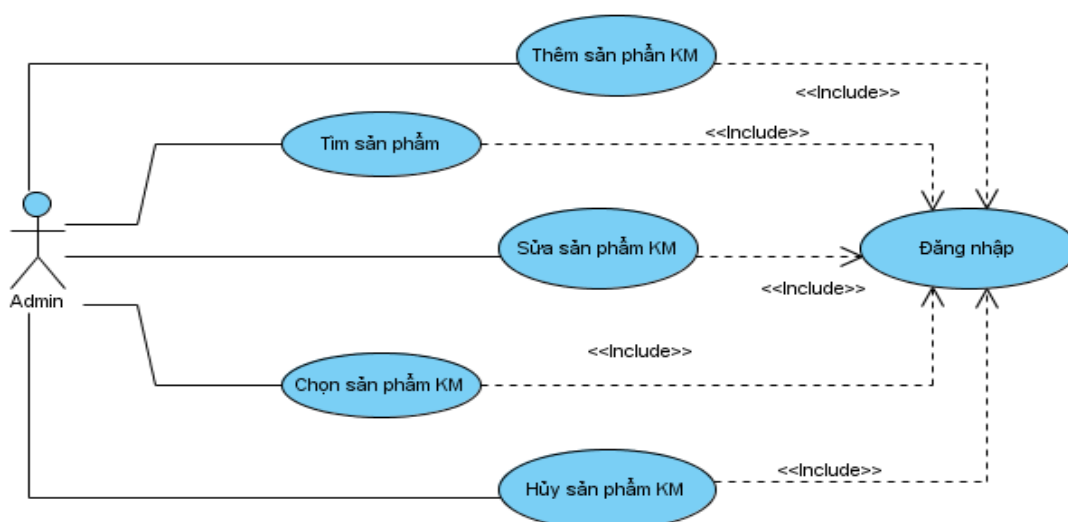 Thêm sản phẩn KM
<<Include>>
Tìm sản phẩm
<<Include>>
Sửa sản phẩm KM
Đăng nhập
<<Include>>
Admin
<<Include>>
Chọn sản phẩm KM
<<Include>>
Hủy sản phẩm KM